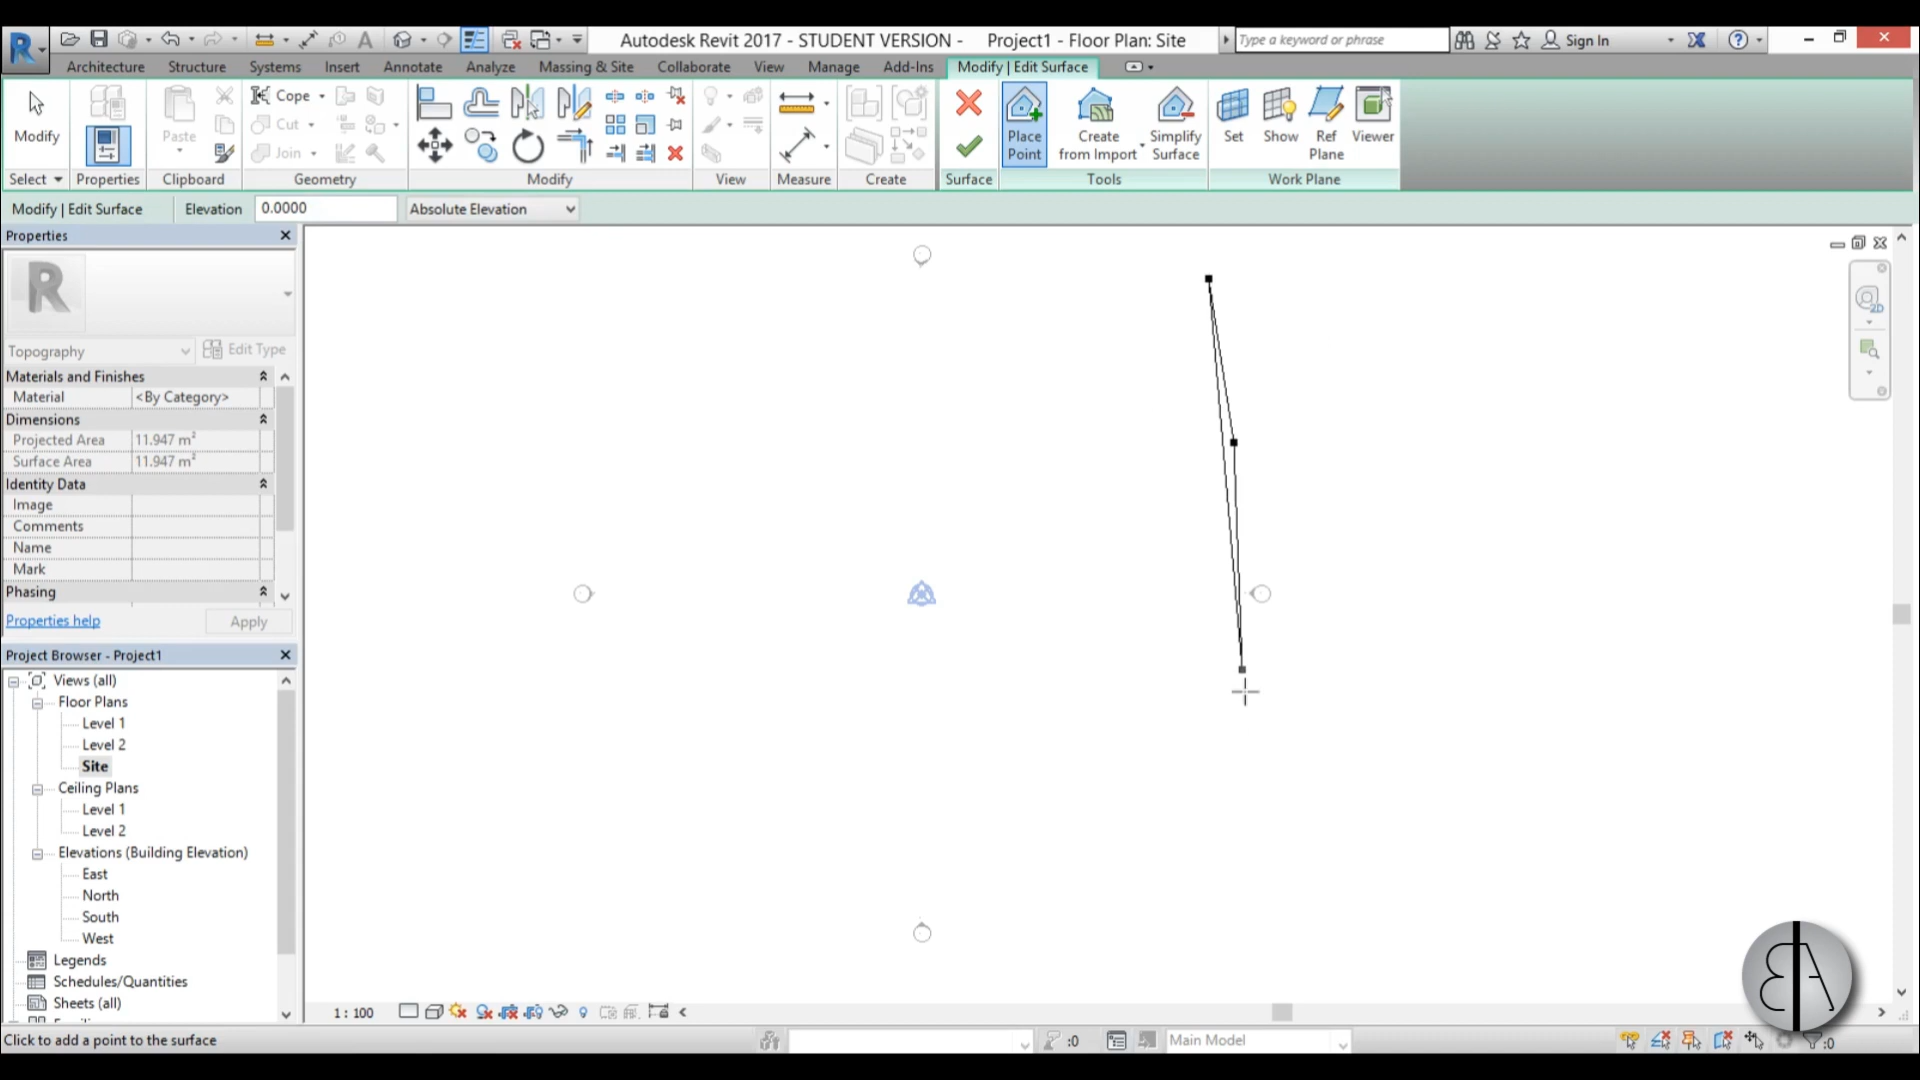 Autodesk Revit 2017 - STUDENT VERSION - Project1 - Floor Plan: Site
Type a keyword or phrase
Sign In
Architecture Structure Systems Insert Annotate Analyze Massing & Site Collaborate View Manage Add-Ins Modify | Edit Surface
Modify
Paste
Cope
Cut
Join
Place Point
Create from Import
Simplify Surface
Set
Show
Ref Plane
Viewer
Select Properties Clipboard Geometry Modify View Measure Create Surface Tools Work Plane
Modify | Edit Surface Elevation 0.0000 Absolute Elevation
Properties
Topography Edit Type
Materials and Finishes
Material <By Category>
Dimensions
Projected Area 11.947 m²
Surface Area 11.947 m²
Identity Data
Image
Comments
Name
Mark
Phasing
Properties help Apply
Project Browser - Project1
Views (all)
Floor Plans
Level 1
Level 2
Site
Ceiling Plans
Level 1
Level 2
Elevations (Building Elevation)
East
North
South
West
Legends
Schedules/Quantities
Sheets (all)
1 : 100
Click to add a point to the surface
:0
Main Model
:0
2D